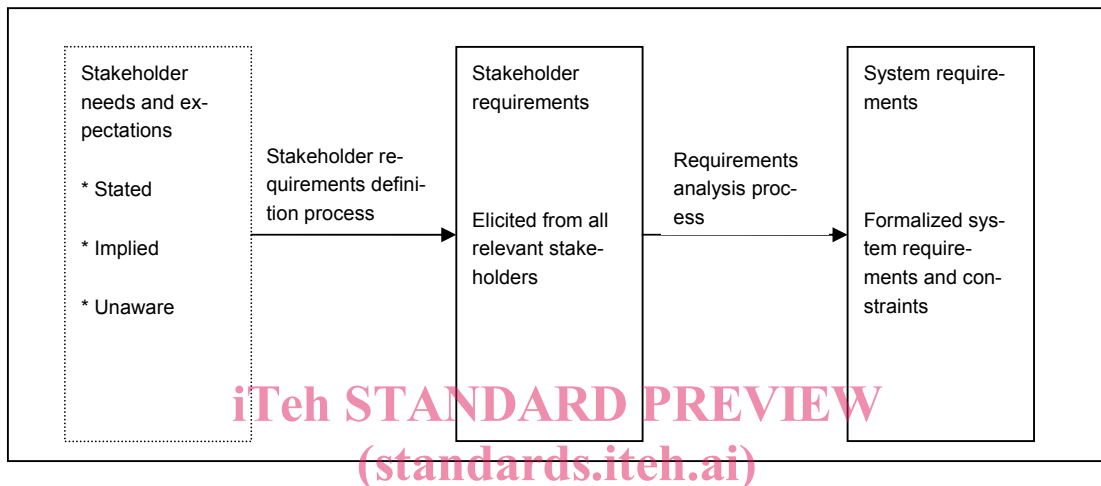 Stakeholder
needs and ex-
pectations
* Stated
* Implied
* Unaware
Stakeholder re-
quirements defini-
tion process
Stakeholder
requirements
Elicited from all
relevant stake-
holders
Requirements
analysis proc-
ess
System require-
ments
Formalized sys-
tem require-
ments and con-
straints
iTeh STANDARD PREVIEW
(standards.iteh.ai)